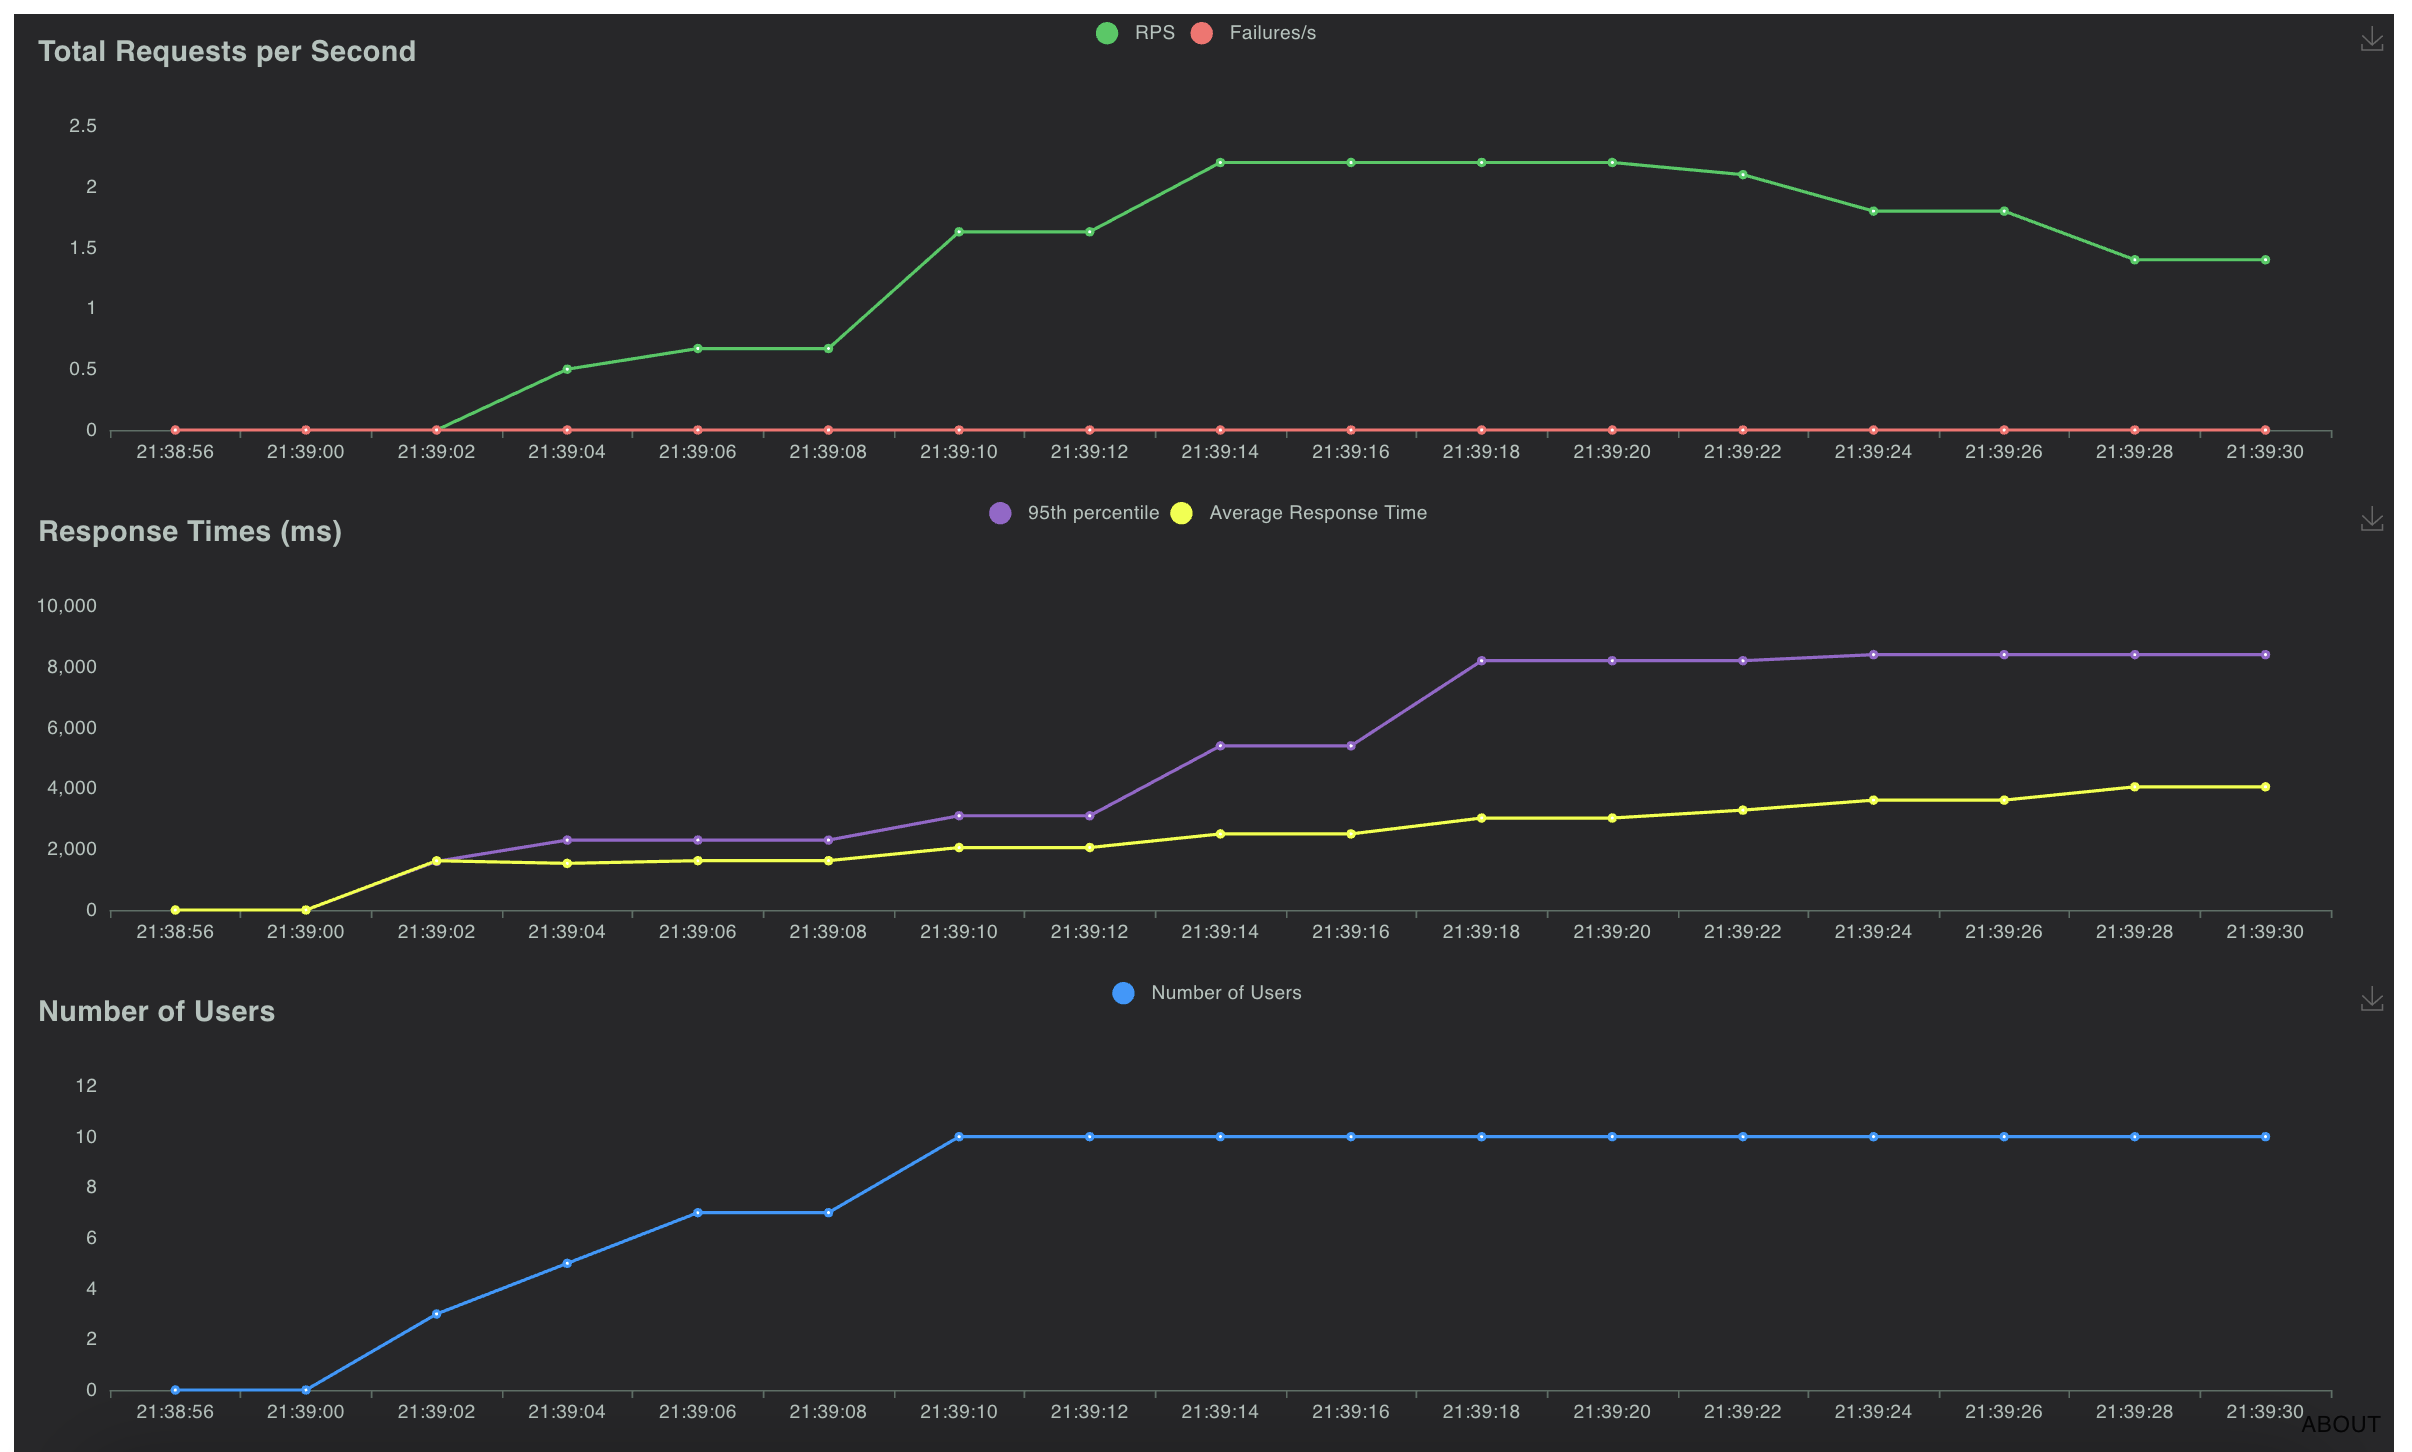 RPS Failures/s
Total Requests per Second
2.5
2
1.5
1
0.5
0
21:38:56 21:39:00 21:39:02 21:39:04 21:39:06 21:39:08 21:39:10 21:39:12 21:39:14 21:39:16 21:39:18 21:39:20 21:39:22 21:39:24 21:39:26 21:39:28 21:39:30
95th percentile Average Response Time
Response Times (ms)
10,000
8,000
6,000
4,000
2,000
0
21:38:56 21:39:00 21:39:02 21:39:04 21:39:06 21:39:08 21:39:10 21:39:12 21:39:14 21:39:16 21:39:18 21:39:20 21:39:22 21:39:24 21:39:26 21:39:28 21:39:30
Number of Users
Number of Users
12
10
8
6
4
2
0
21:38:56 21:39:00 21:39:02 21:39:04 21:39:06 21:39:08 21:39:10 21:39:12 21:39:14 21:39:16 21:39:18 21:39:20 21:39:22 21:39:24 21:39:26 21:39:28 21:39:30
ABOUT